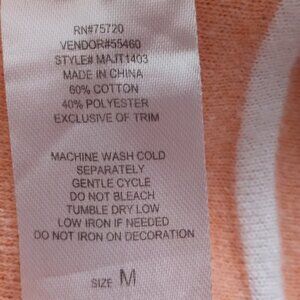 RN#75720
VENDOR#55460
STYLE# MAJT1403
MADE IN CHINA
60% COTTON
40% POLYESTER
EXCLUSIVE OF TRIM
MACHINE WASH COLD
SEPARATELY
GENTLE CYCLE
DO NOT BLEACH
TUMBLE DRY LOW
LOW IRON IF NEEDED
DO NOT IRON ON DECORATION
SIZE M